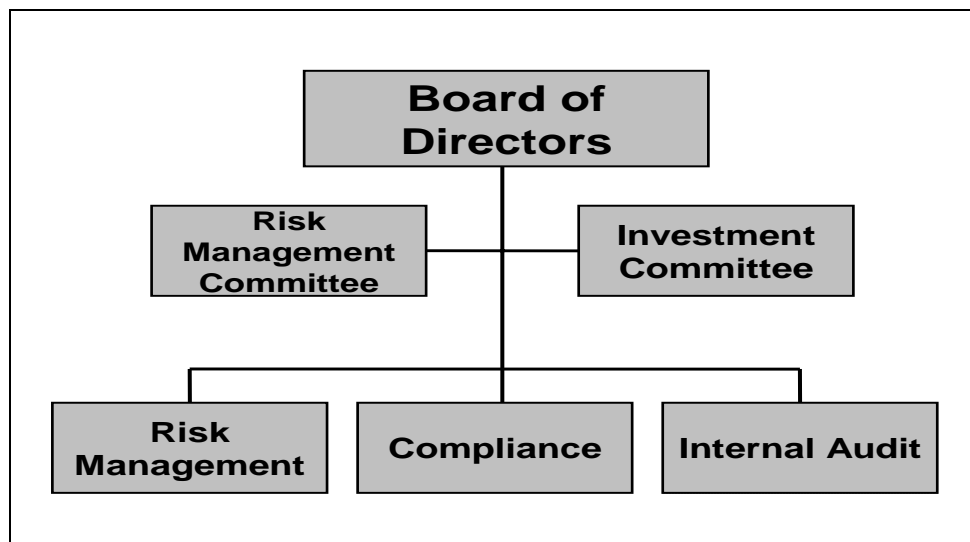 Board of
Directors
Risk
Management
Committee
Investment
Committee
Risk
Management
Compliance
Internal Audit